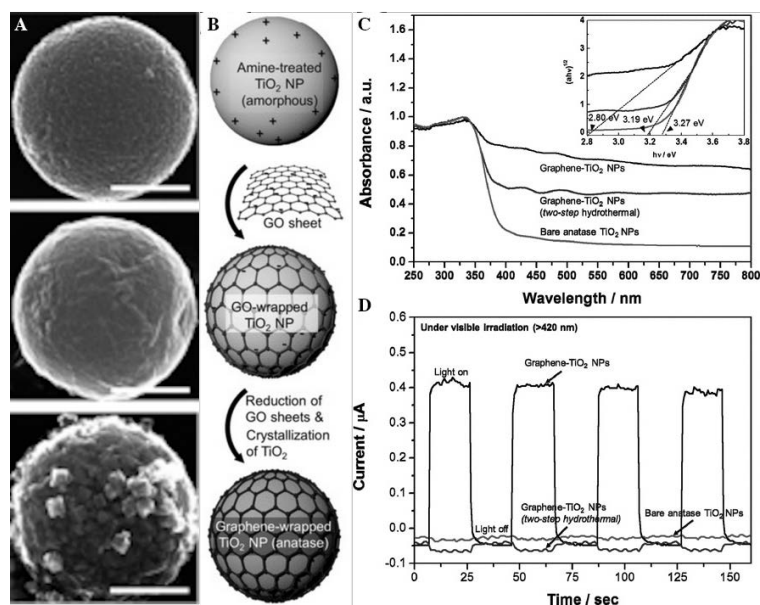 A
B
Amine-treated
TiO2 NP
(amorphous)
GO sheet
GO-wrapped
TiO2 NP
Reduction of
GO sheets &
Crystallization
of TiO2
Graphene-wrapped
TiO2 NP (anatase)
C
Absorbance / a.u.
1.6
1.4
1.2
1.0
0.8
0.6
0.4
0.2
0.0
250 300 350 400 450 500 550 600 650 700 750 800
Wavelength / nm
Graphene-TiO2 NPs
Graphene-TiO2 NPs
(two-step hydrothermal)
Bare anatase TiO2 NPs
(ahv)1/2
4
3
2
1
0
2.80 eV
3.19 eV
3.27 eV
2.8 3.0 3.2 3.4 3.6 3.8
hv / eV
D
Under visible irradiation (>420 nm)
Current / μA
0.6
0.5
0.4
0.3
0.2
0.1
0.0
-0.1
Light on
Graphene-TiO2 NPs
Light off
Graphene-TiO2 NPs
(two-step hydrothermal)
Bare anatase TiO2 NPs
0 25 50 75 100 125 150
Time / sec